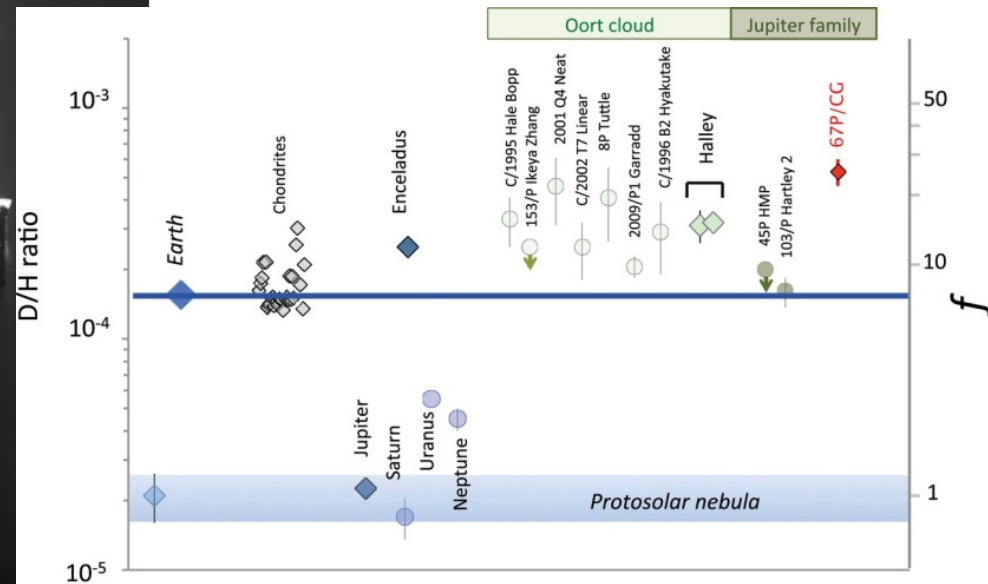 Oort cloud
Jupiter family
D/H ratio
10-3
10-4
10-5
Earth
Chondrites
Enceladus
C/1995 Hale Bopp
153/P Ikeya Zhang
2001 Q4 Neat
C/2002 T7 Linear
8P Tuttle
2009/P1 Garradd
C/1996 B2 Hyakutake
Halley
45P HMP
103/P Hartley 2
67P/CG
Jupiter
Saturn
Uranus
Neptune
Protosolar nebula
50
10
1
f